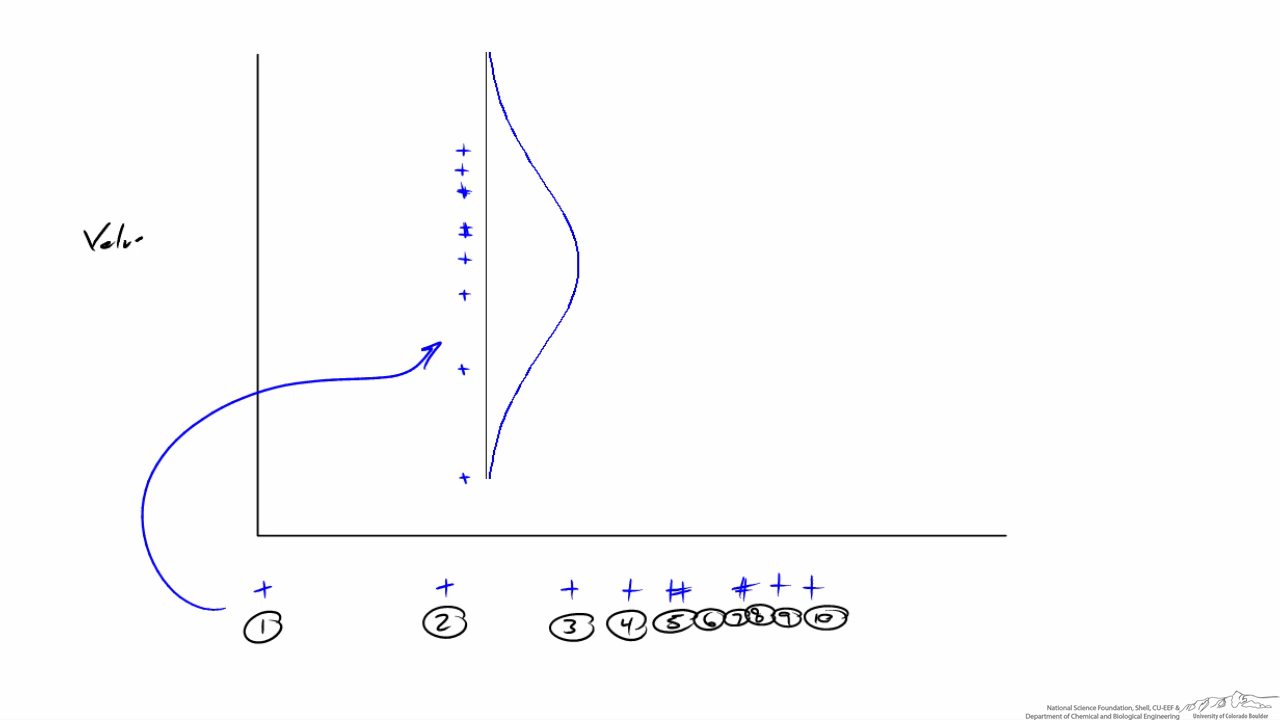 Valu
1 2 3 4 5 6 7 8 9 10
National Science Foundation, Shell, CU-EEF &
Department of Chemical and Biological Engineering
University of Colorado Boulder